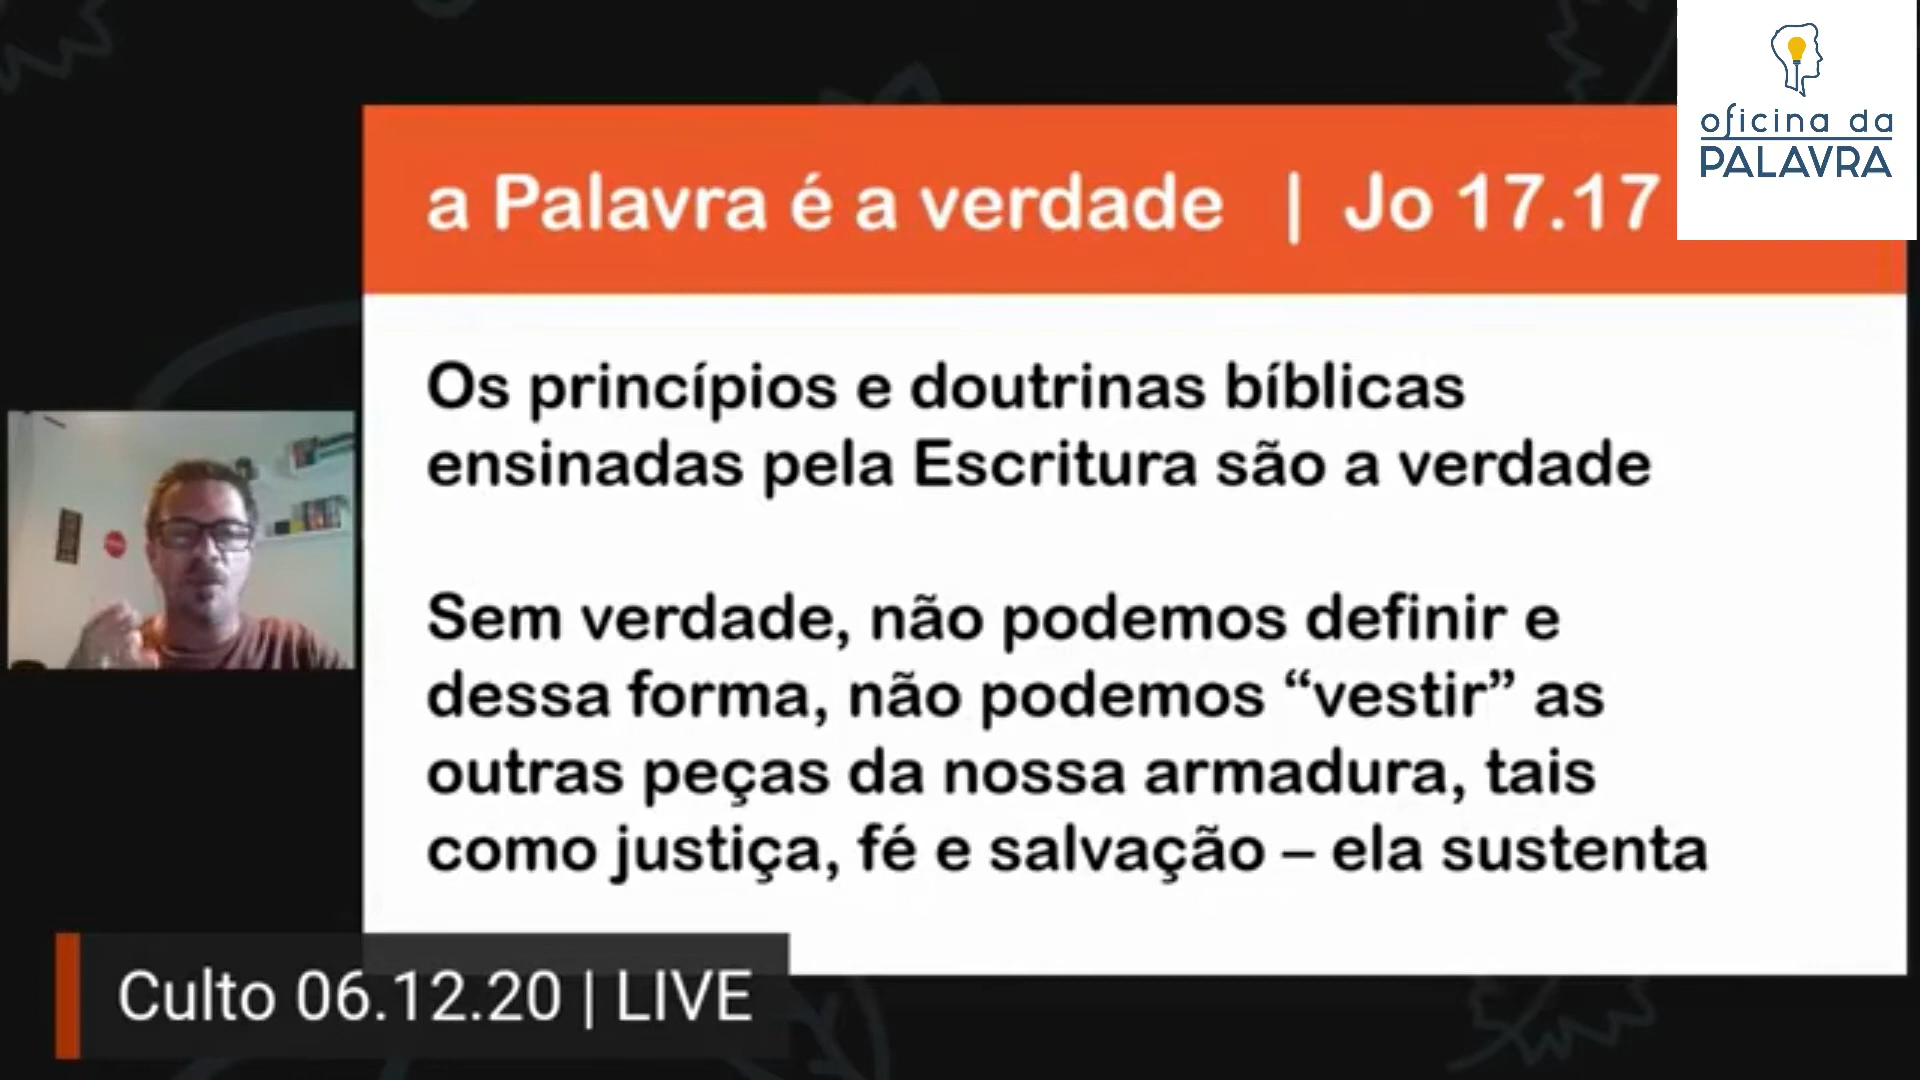 oficina da
PALAVRA
a Palavra é a verdade | Jo 17.17
Os princípios e doutrinas bíblicas
ensinadas pela Escritura são a verdade
Sem verdade, não podemos definir e
dessa forma, não podemos “vestir” as
outras peças da nossa armadura, tais
como justiça, fé e salvação – ela sustenta
Culto 06.12.20 | LIVE